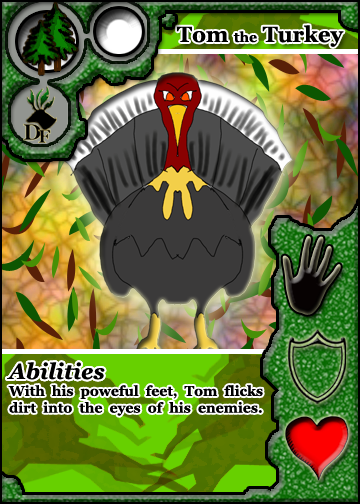 Tom the Turkey
DF
Abilities
With his poweful feet, Tom flicks
dirt into the eyes of his enemies.